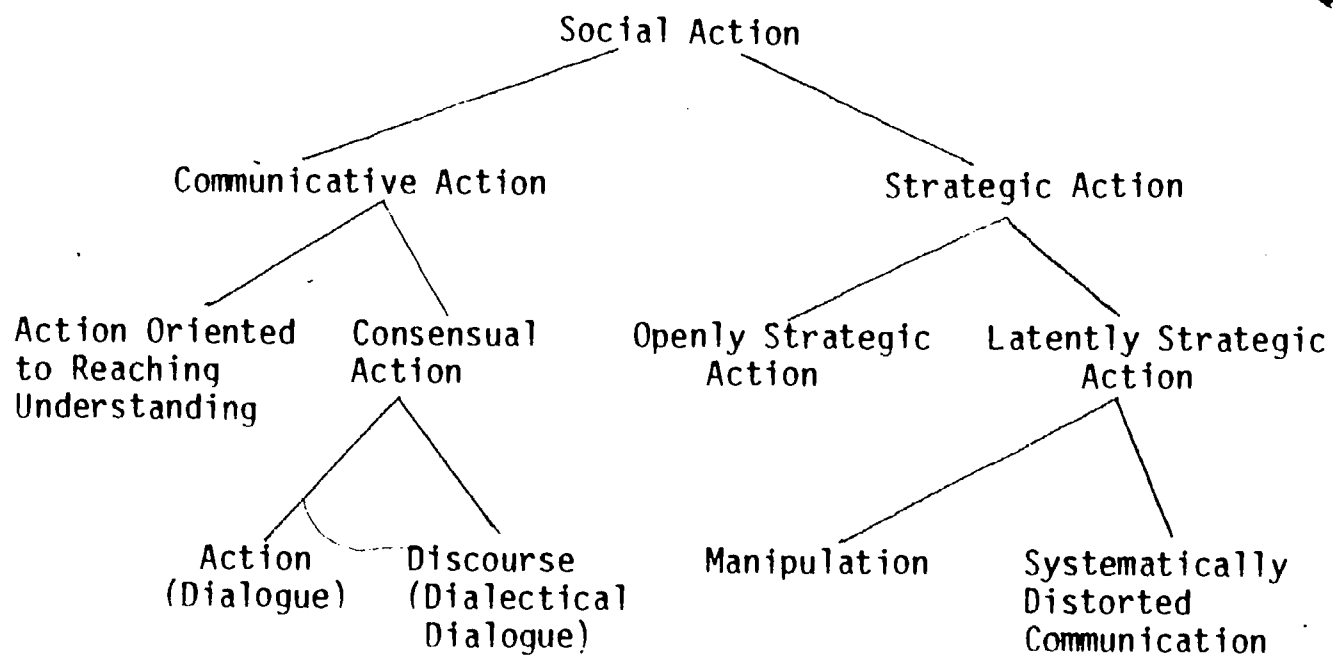 Social Action
Communicative Action
Strategic Action
Action Oriented
to Reaching
Understanding
Consensual
Action
Openly Strategic
Action
Latently Strategic
Action
Action
(Dialogue)
Discourse
(Dialectical
Dialogue)
Manipulation
Systematically
Distorted
Communication